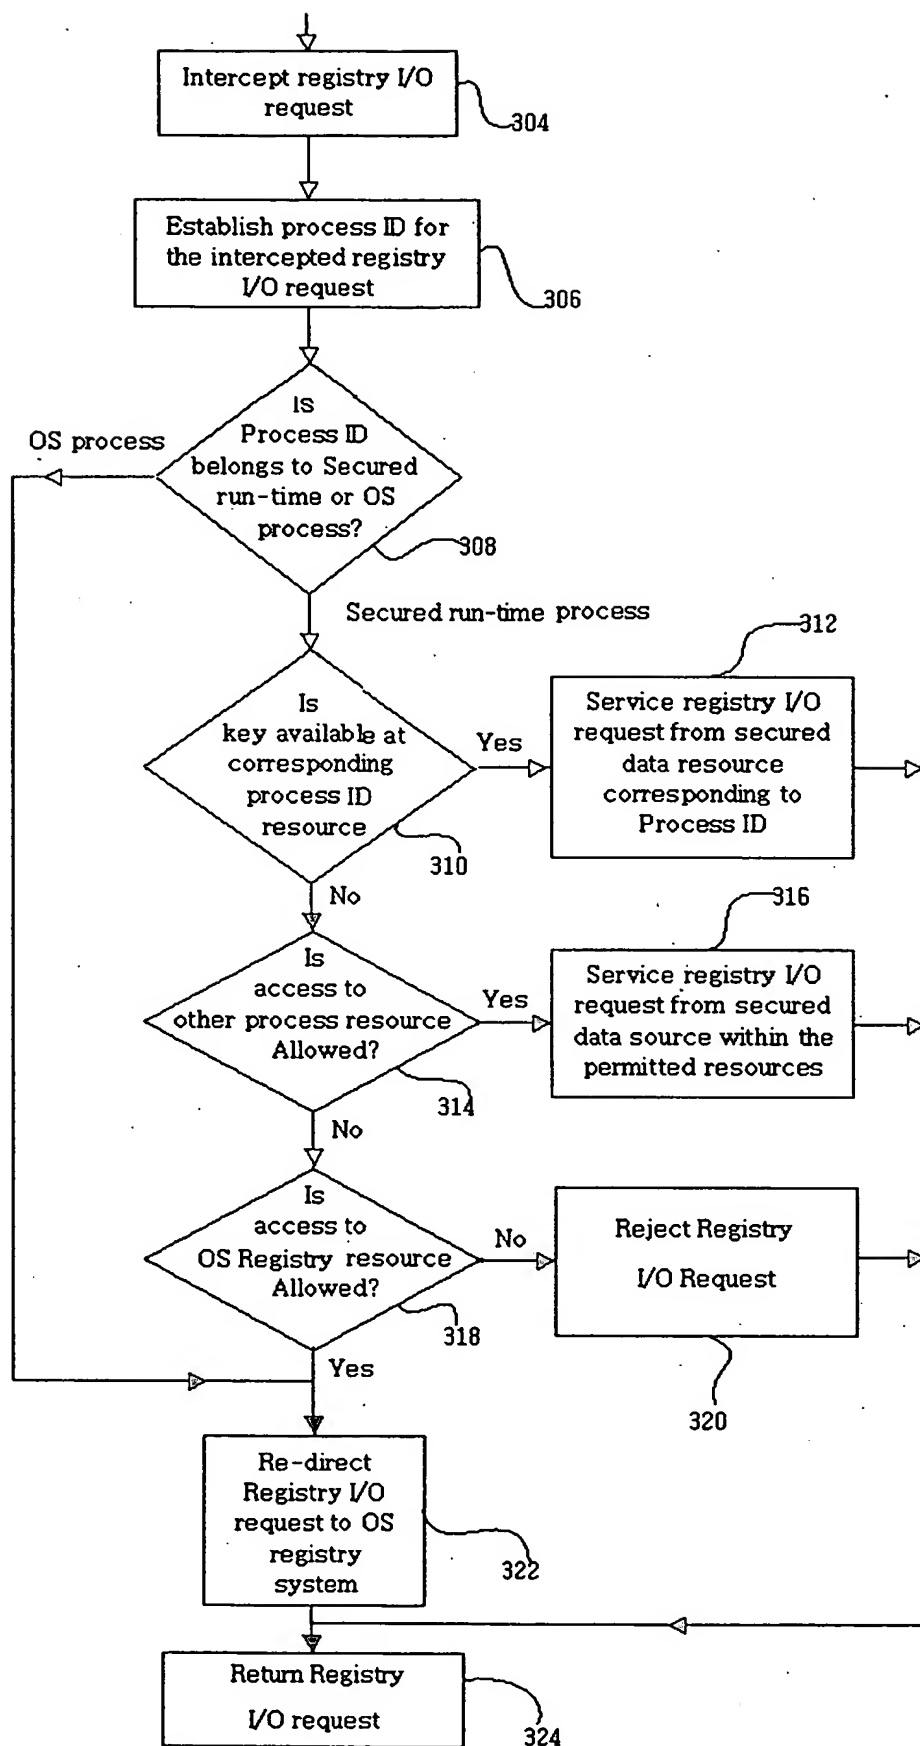 Intercept registry I/O
request
304
Establish process ID for
the intercepted registry
I/O request
306
Is
Process ID
belongs to Secured
run-time or OS
process?
OS process
308
Secured run-time process
312
Is
key available at
corresponding
process ID
resource
Yes
Service registry I/O
request from secured
data resource
corresponding to
Process ID
310
No
316
Is
access to
other process resource
Allowed?
Yes
Service registry I/O
request from secured
data source within the
permitted resources
314
No
Is
access to
OS Registry resource
Allowed?
No
Reject Registry
I/O Request
318
Yes
320
Re-direct
Registry I/O
request to OS
registry
system
322
Return Registry
I/O request
324